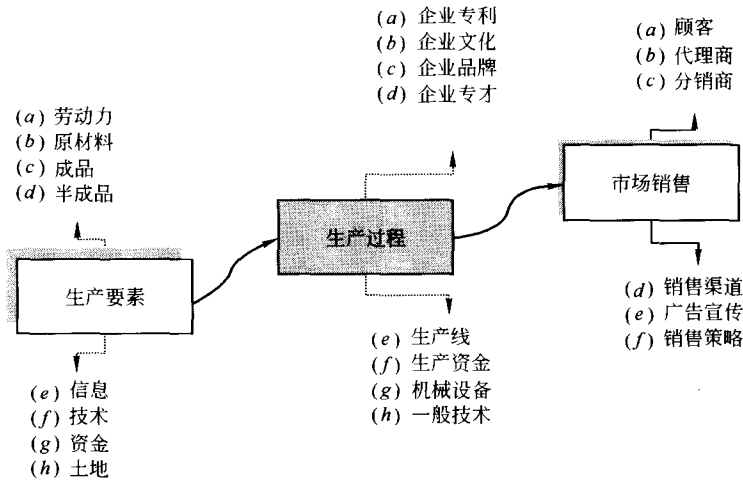 (a) 劳动力
(b) 原材料
(c) 成品
(d) 半成品
生产要素
(e) 信息
(f) 技术
(g) 资金
(h) 土地
(a) 企业专利
(b) 企业文化
(c) 企业品牌
(d) 企业专才
生产过程
(e) 生产线
(f) 生产资金
(g) 机械设备
(h) 一般技术
(a) 顾客
(b) 代理商
(c) 分销商
市场销售
(d) 销售渠道
(e) 广告宣传
(f) 销售策略